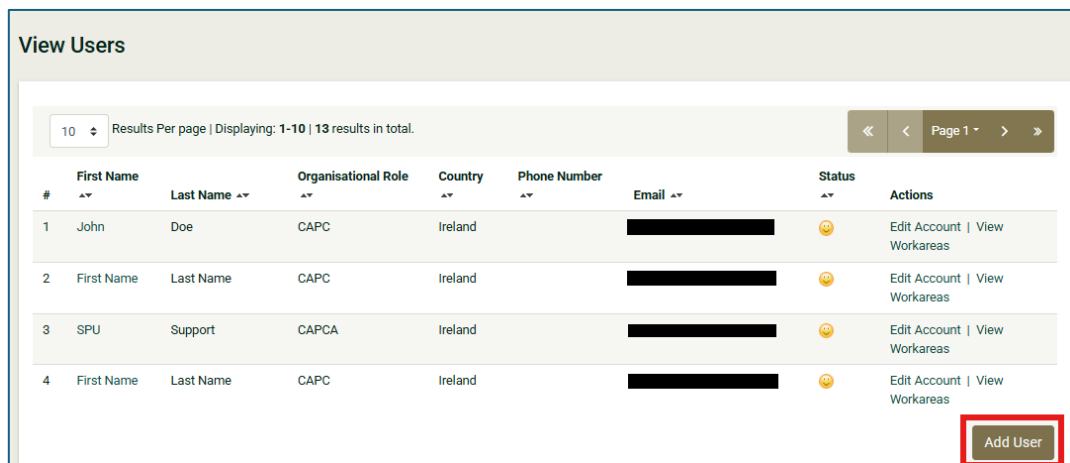 View Users
10 Results Per page | Displaying: 1-10 | 13 results in total.
« < Page 1 > »
# First Name Last Name Organisational Role Country Phone Number Email Status Actions
1 John Doe CAPC Ireland Edit Account | View
Workareas
2 First Name Last Name CAPC Ireland Edit Account | View
Workareas
3 SPU Support CAPCA Ireland Edit Account | View
Workareas
4 First Name Last Name CAPC Ireland Edit Account | View
Workareas
Add User